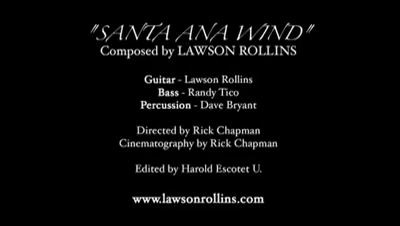 "SANTA ANA WIND"
Composed by LAWSON ROLLINS
Guitar - Lawson Rollins
Bass - Randy Tico
Percussion - Dave Bryant
Directed by Rick Chapman
Cinematography by Rick Chapman
Edited by Harold Escotet U.
www.lawsonrollins.com